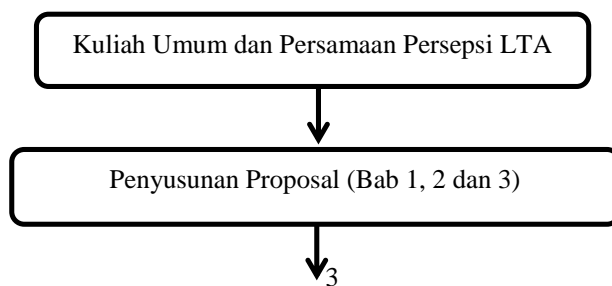 Kuliah Umum dan Persamaan Persepsi LTA
Penyusunan Proposal (Bab 1, 2 dan 3)
3